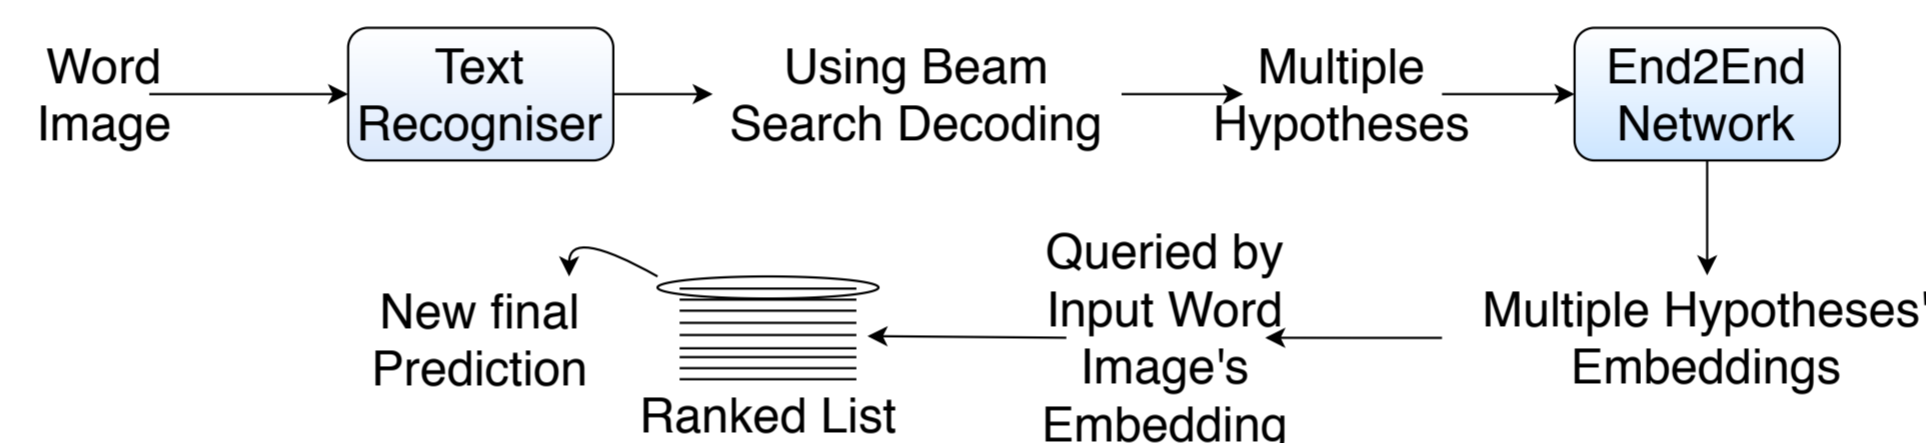 Word
Image
Text
Recogniser
Using Beam
Search Decoding
Multiple
Hypotheses
End2End
Network
Multiple Hypotheses'
Embeddings
Queried by
Input Word
Image's
Embedding
Ranked List
New final
Prediction